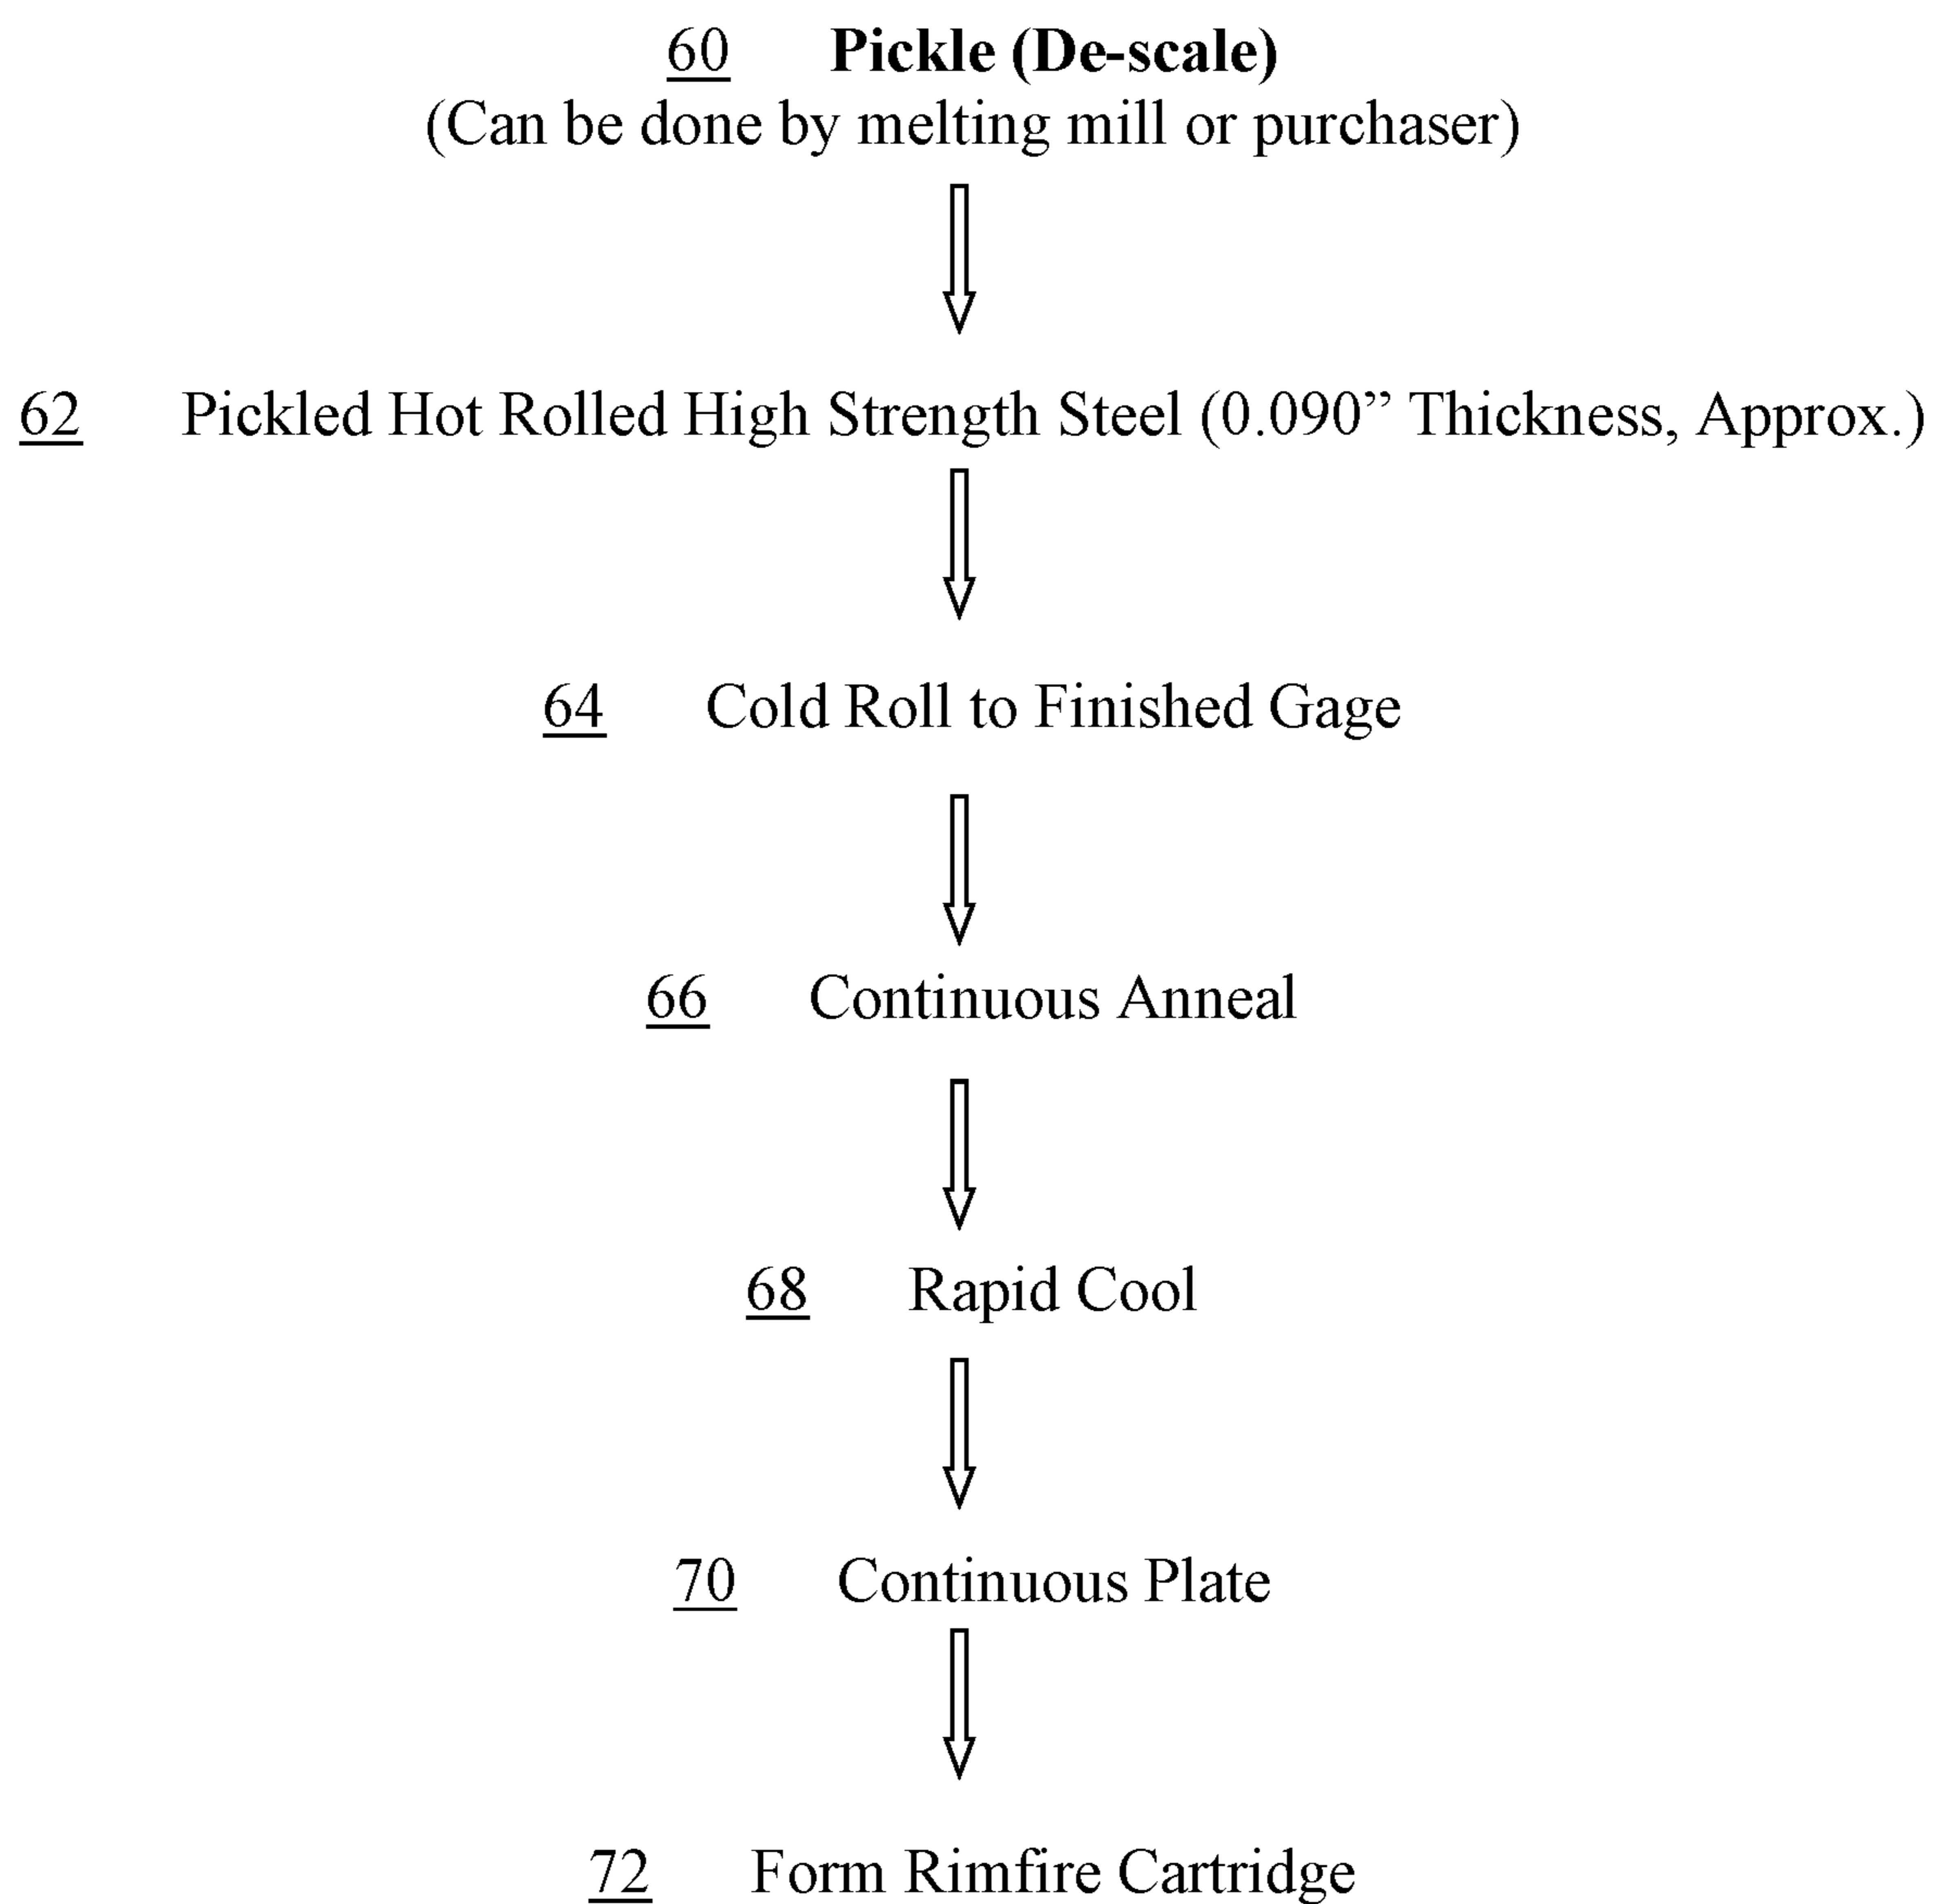 60 Pickle (De-scale)
(Can be done by melting mill or purchaser)
62 Pickled Hot Rolled High Strength Steel (0.090” Thickness, Approx.)
64 Cold Roll to Finished Gage
66 Continuous Anneal
68 Rapid Cool
70 Continuous Plate
72 Form Rimfire Cartridge